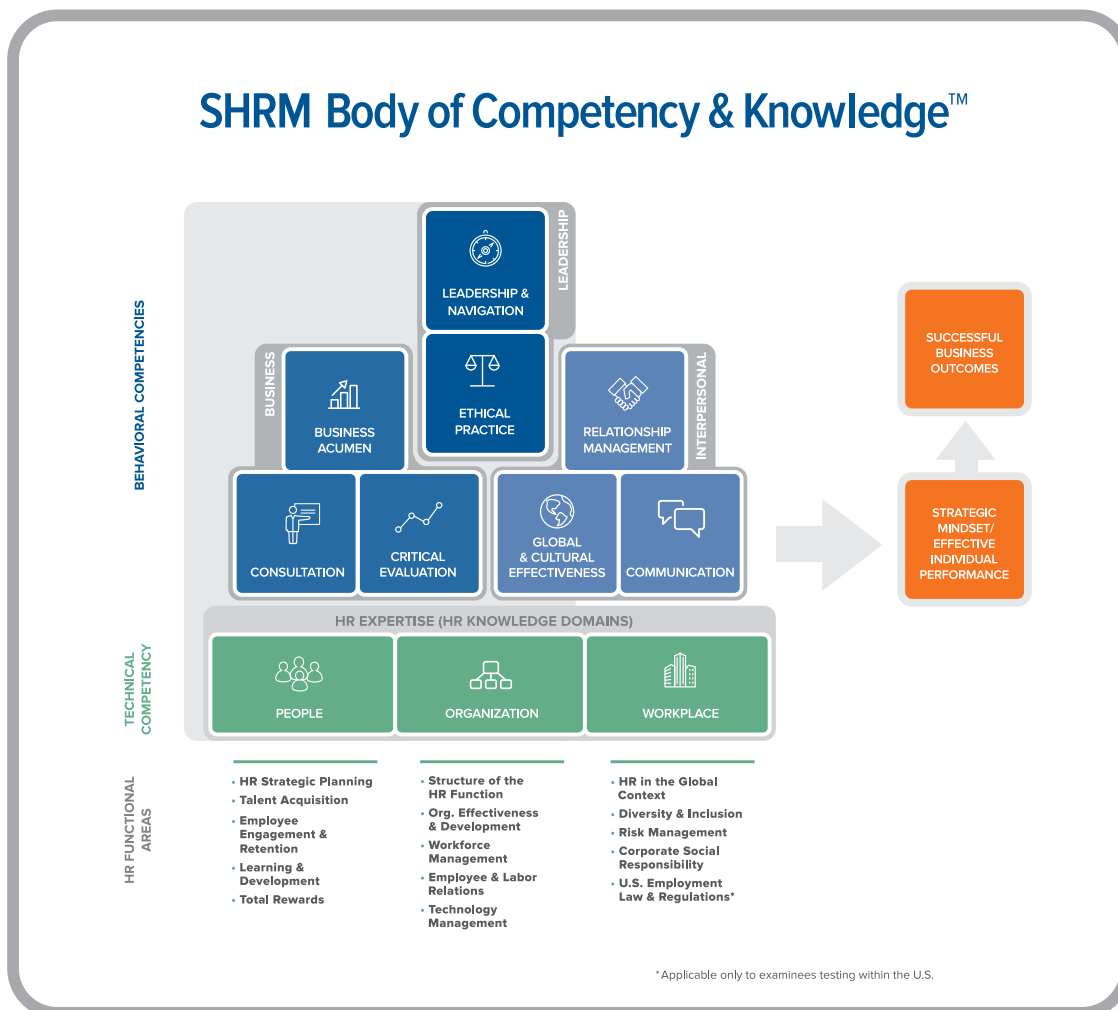 SHRM Body of Competency & Knowledge™
BEHAVIORAL COMPETENCIES
LEADERSHIP
LEADERSHIP &
NAVIGATION
ETHICAL
PRACTICE
BUSINESS
BUSINESS
ACUMEN
CONSULTATION
CRITICAL
EVALUATION
INTERPERSONAL
RELATIONSHIP
MANAGEMENT
GLOBAL
& CULTURAL
EFFECTIVENESS
COMMUNICATION
SUCCESSFUL
BUSINESS
OUTCOMES
STRATEGIC
MINDSET/
EFFECTIVE
INDIVIDUAL
PERFORMANCE
TECHNICAL
COMPETENCY
HR EXPERTISE (HR KNOWLEDGE DOMAINS)
PEOPLE
ORGANIZATION
WORKPLACE
HR FUNCTIONAL
AREAS
• HR Strategic Planning
• Talent Acquisition
• Employee
Engagement &
Retention
• Learning &
Development
• Total Rewards
• Structure of the
HR Function
• Org. Effectiveness
& Development
• Workforce
Management
• Employee & Labor
Relations
• Technology
Management
• HR in the Global
Context
• Diversity & Inclusion
• Risk Management
• Corporate Social
Responsibility
• U.S. Employment
Law & Regulations*
*Applicable only to examinees testing within the U.S.